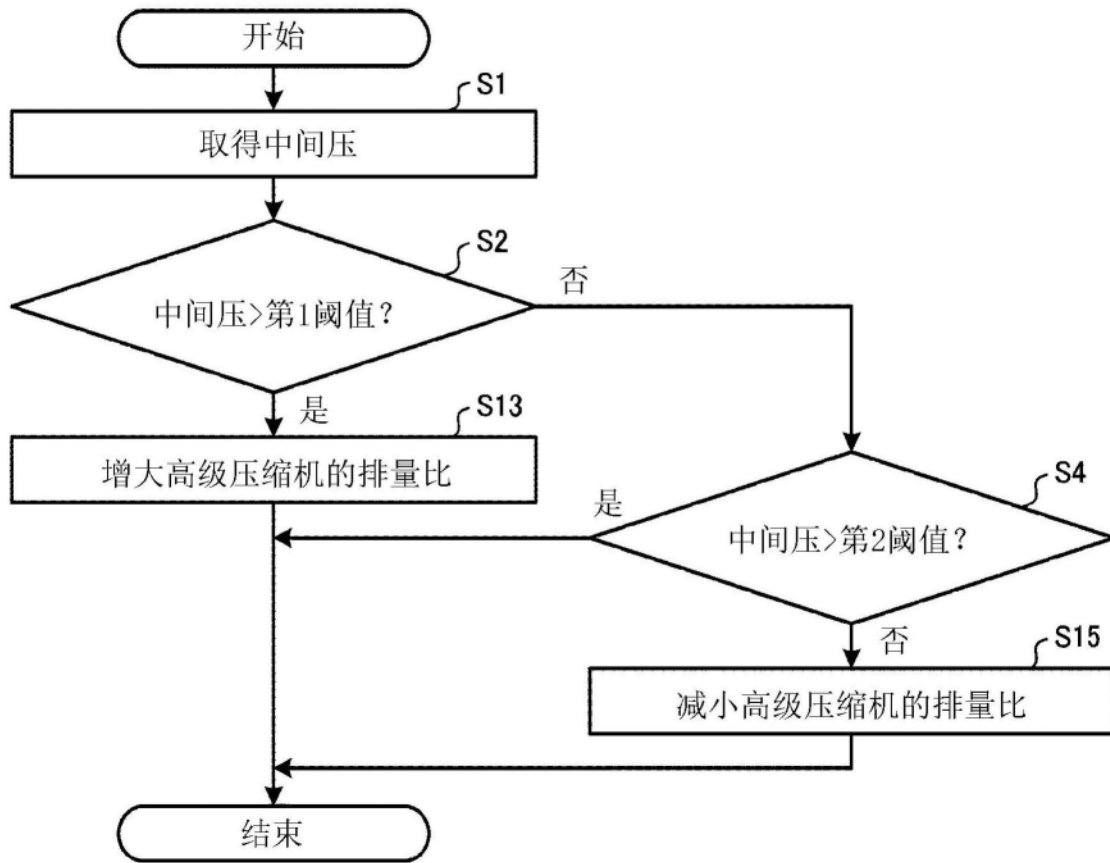 开始
S1
取得中间压
S2
中间压>第1阈值?
否
是
S13
增大高级压缩机的排量比
S4
是
中间压>第2阈值?
否
S15
减小高级压缩机的排量比
结束